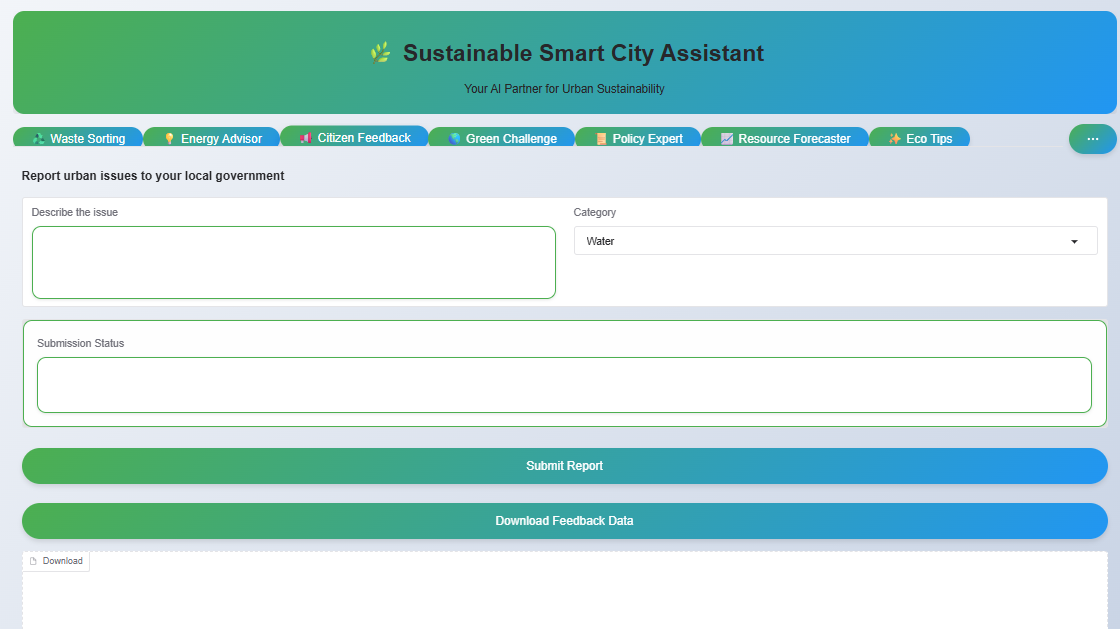 Sustainable Smart City Assistant
Your AI Partner for Urban Sustainability
Waste Sorting
Energy Advisor
Citizen Feedback
Green Challenge
Policy Expert
Resource Forecaster
Eco Tips
...
Report urban issues to your local government
Describe the issue
Category
Water
Submission Status
Submit Report
Download Feedback Data
Download